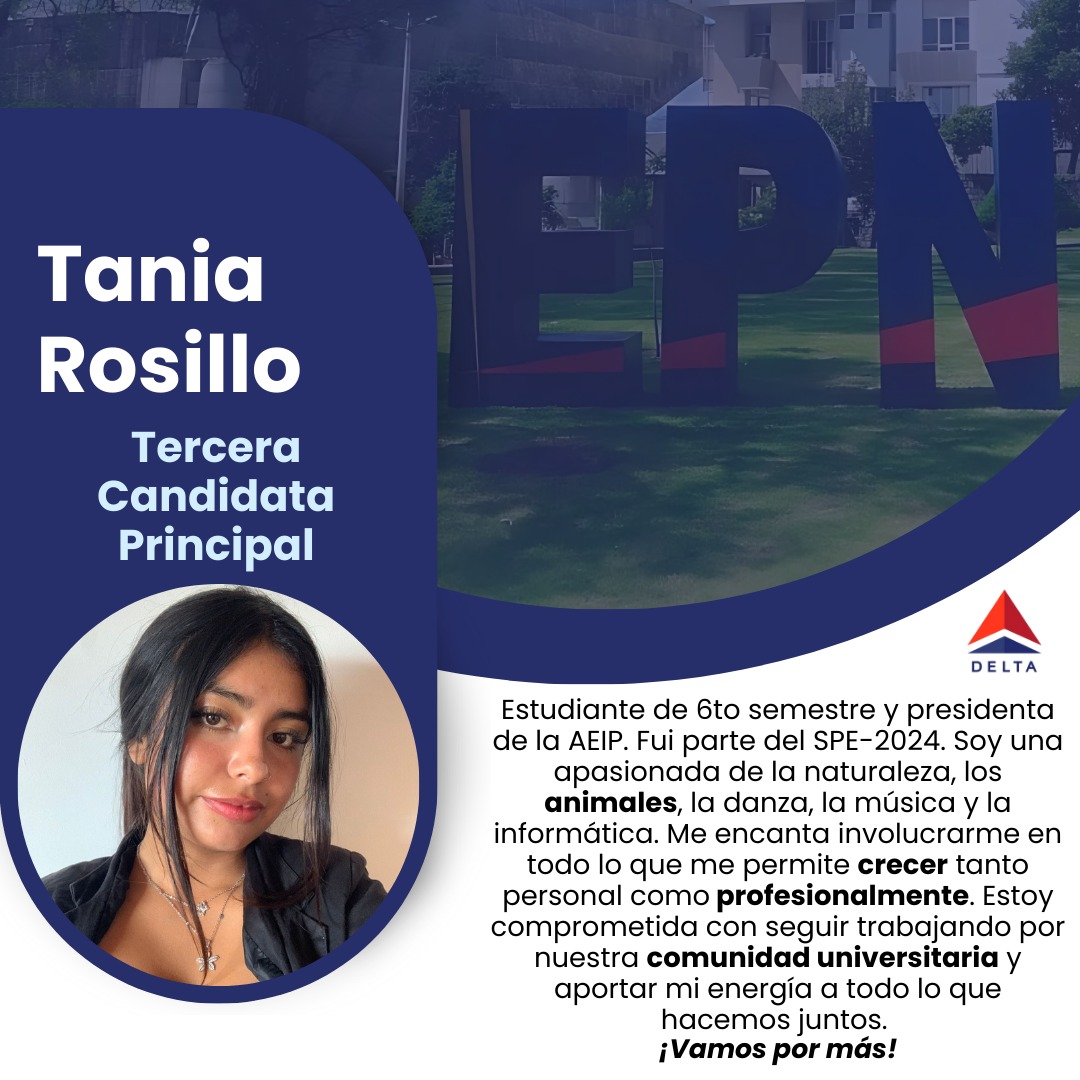 EPN
Tania
Rosillo
Tercera
Candidata
Principal
DELTA
Estudiante de 6to semestre y presidenta
de la AEIP. Fui parte del SPE-2024. Soy una
apasionada de la naturaleza, los
animales, la danza, la música y la
informática. Me encanta involucrarme en
todo lo que me permite crecer tanto
personal como profesionalmente. Estoy
comprometida con seguir trabajando por
nuestra comunidad universitaria y
aportar mi energía a todo lo que
hacemos juntos.
¡Vamos por más!